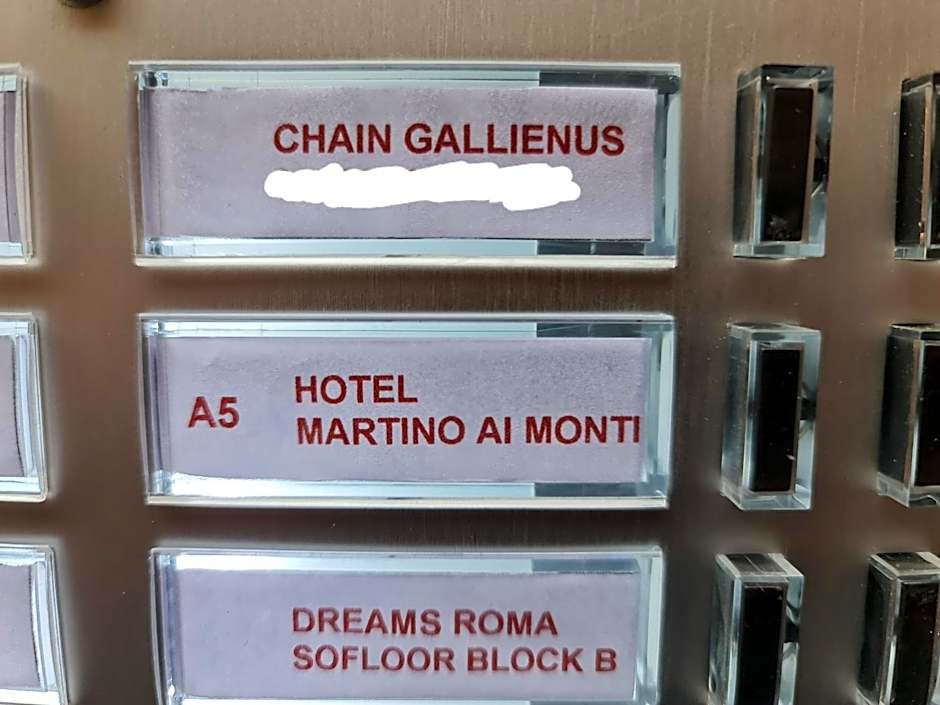 CHAIN GALLIENUS
A5 HOTEL
MARTINO AI MONTI
DREAMS ROMA
SOFLOOR BLOCK B